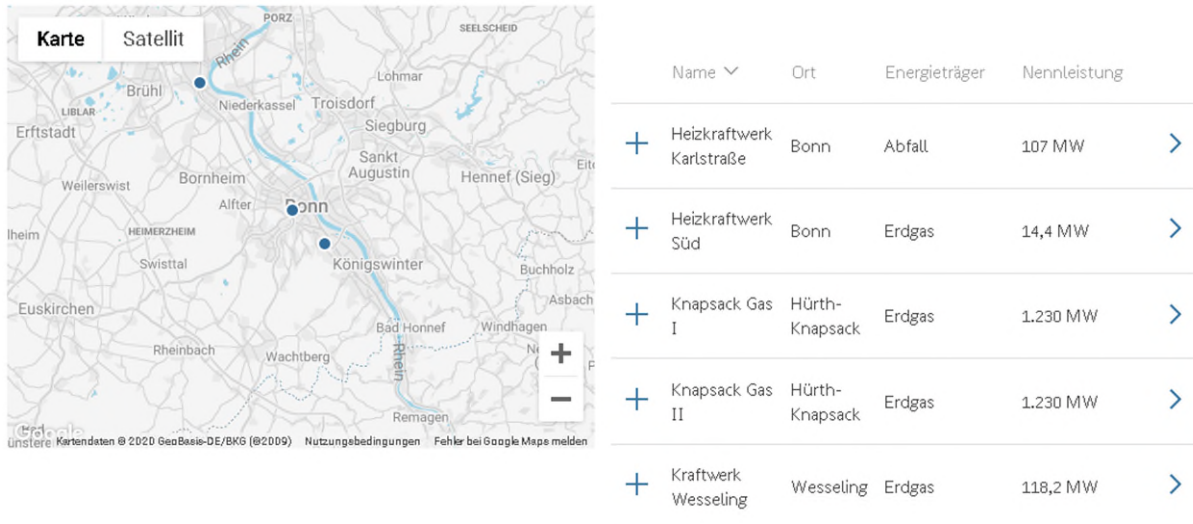 Karte
Satellit
PORZ
SEELSCHEID
Rhein
Lohmar
Brühl
Niederkassel
Troisdorf
LIBLAR
Erftstadt
Siegburg
Sankt
Augustin
Bornheim
Hennef (Sieg)
Weilerswist
Alfter
Bonn
lheim
HEIMERZHEIM
Swisttal
Königswinter
Buchholz
Euskirchen
Asbach
Bad Honnef
Windhagen
Rheinbach
Wachtberg
Rhein
Remagen
Google
Kartendaten © 2020 GeoBasis-DE/BKG (©2009)
Nutzungsbedingungen
Fehler bei Google Maps melden
Name
Ort
Energieträger
Nennleistung
Heizkraftwerk
Karlstraße
Bonn
Abfall
107 MW
Heizkraftwerk
Süd
Bonn
Erdgas
14,4 MW
Knapsack Gas
I
Hürth-
Knapsack
Erdgas
1.230 MW
Knapsack Gas
II
Hürth-
Knapsack
Erdgas
1.230 MW
Kraftwerk
Wesseling
Wesseling
Erdgas
118,2 MW